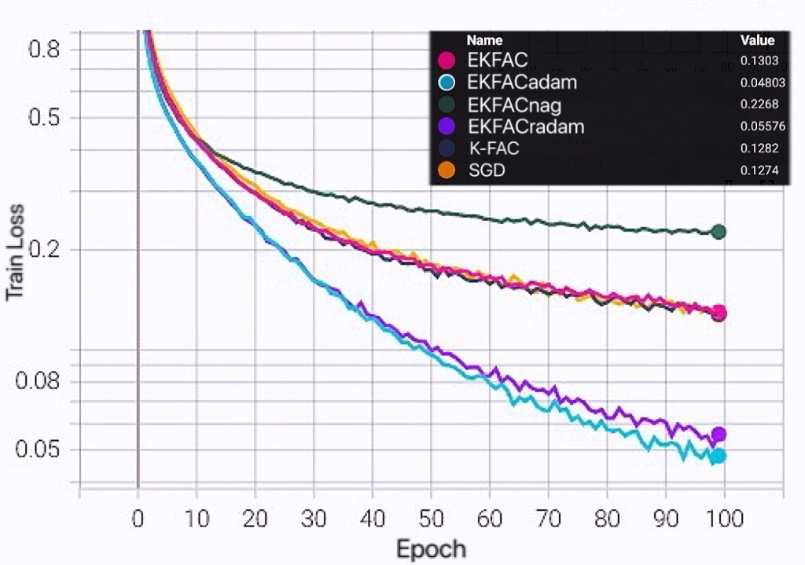 Name Value
EKFAC 0.1303
EKFACadam 0.04803
EKFACnag 0.2268
EKFACradam 0.05576
K-FAC 0.1282
SGD 0.1274
0.8
0.5
0.2
0.08
0.05
Train Loss
0 10 20 30 40 50 60 70 80 90 100
Epoch